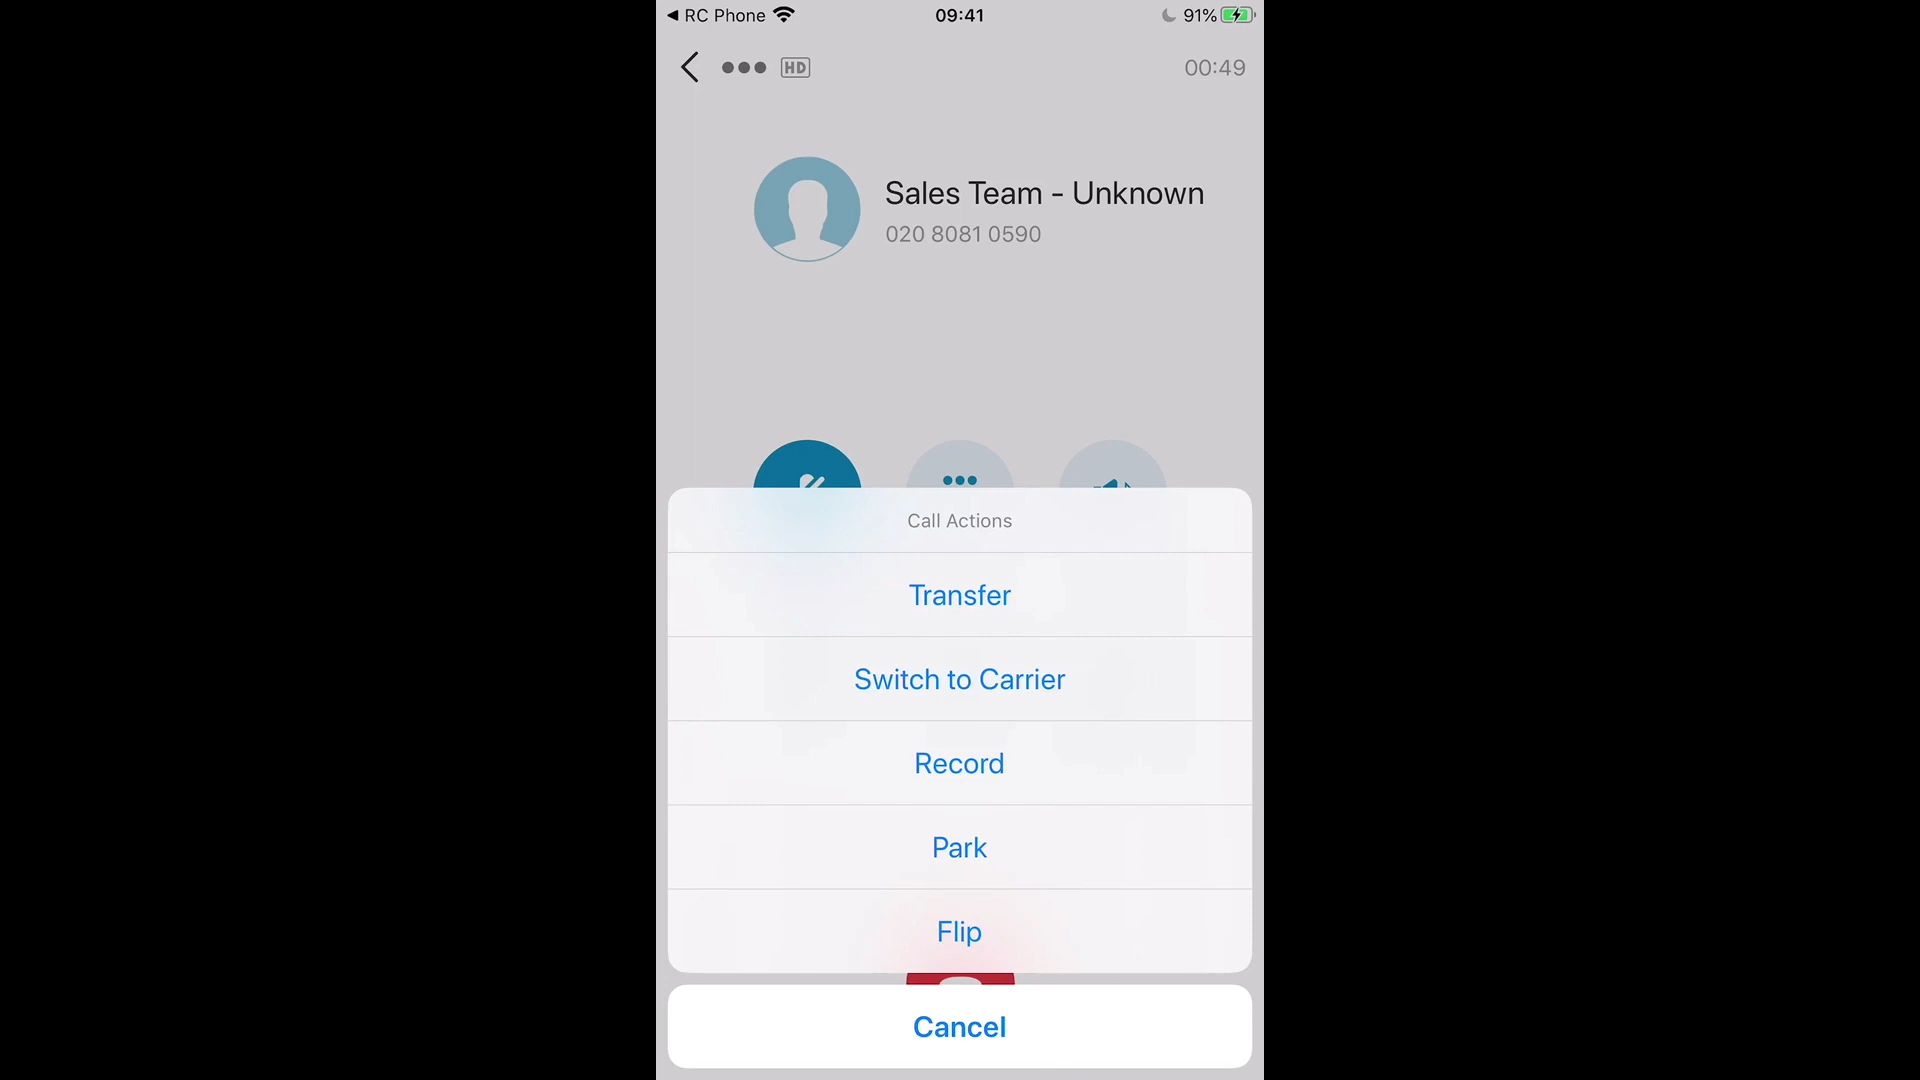 RC Phone
09:41
91%
HD
00:49
Sales Team - Unknown
020 8081 0590
Call Actions
Transfer
Switch to Carrier
Record
Park
Flip
Cancel